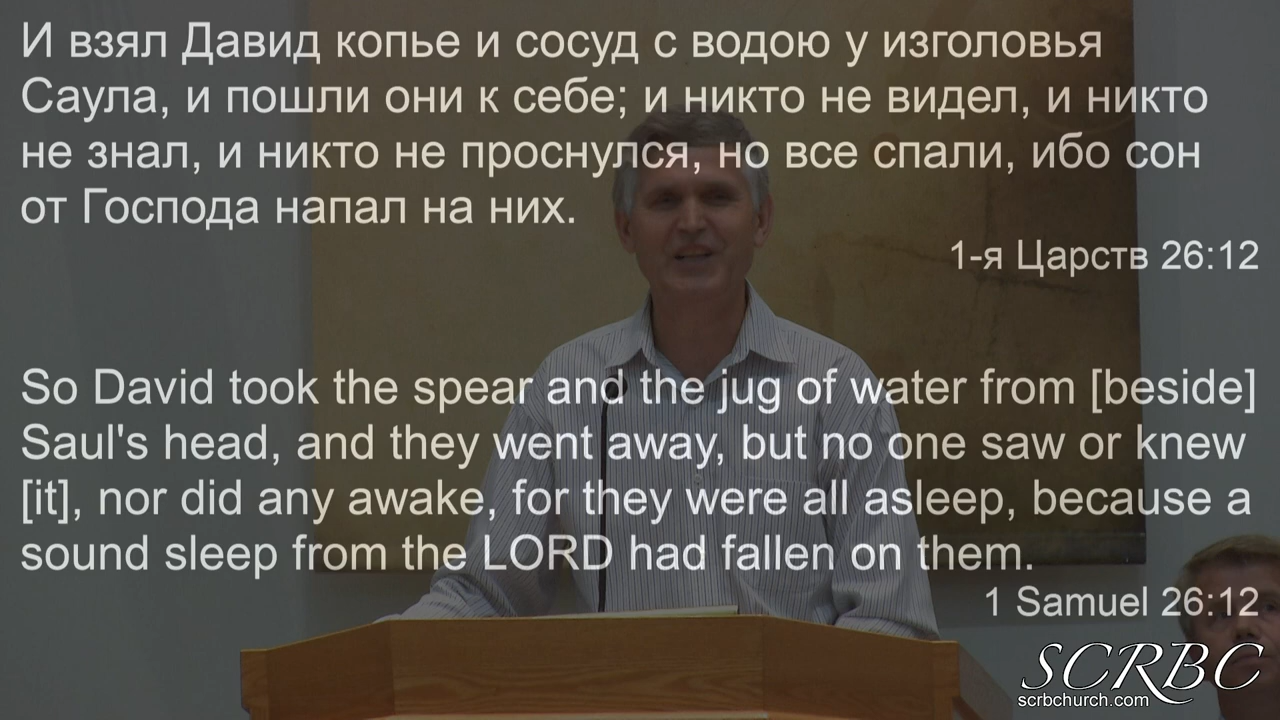 И взял Давид копье и сосуд с водою у изголовья
Саула, и пошли они к себе; и никто не видел, и никто
не знал, и никто не проснулся, но все спали, ибо сон
от Господа напал на них.
1-я Царств 26:12
So David took the spear and the jug of water from [beside]
Saul's head, and they went away, but no one saw or knew
[it], nor did any awake, for they were all asleep, because a
sound sleep from the LORD had fallen on them.
1 Samuel 26:12
SCRBC
scrbchurch.com